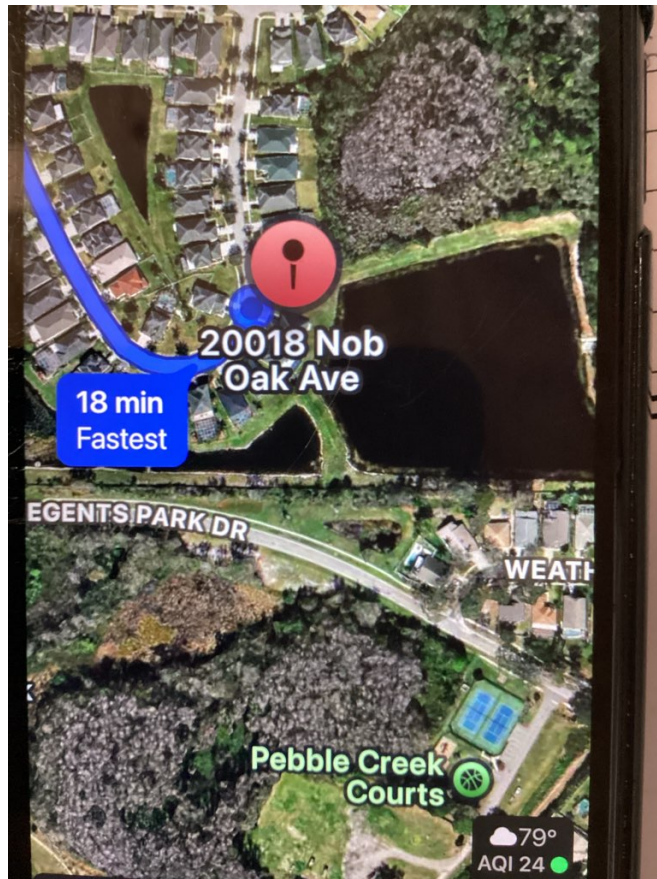 20018 Nob
Oak Ave
18 min
Fastest
EGENTS PARK DR
WEATH
Pebble Creek
Courts
79°
AQI 24